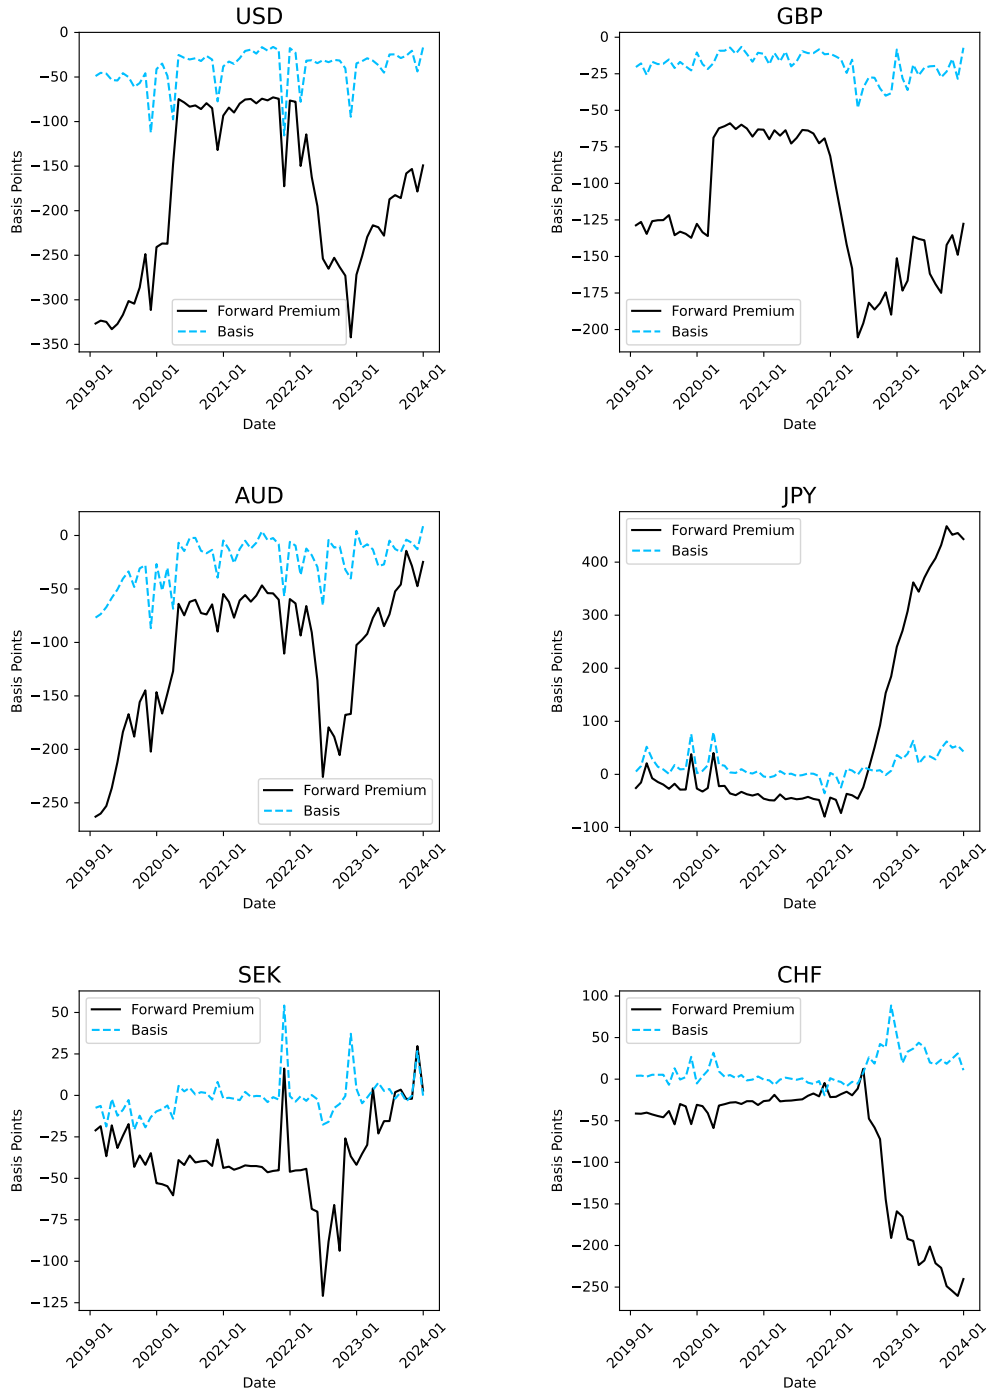 USD
0
−50
−100
−150
−200
−250
−300
−350
Basis Points
Forward Premium
Basis
2019-01
2020-01
2021-01
2022-01
2023-01
2024-01
Date
GBP
0
−25
−50
−75
−100
−125
−150
−175
−200
Basis Points
Forward Premium
Basis
2019-01
2020-01
2021-01
2022-01
2023-01
2024-01
Date
AUD
0
−50
−100
−150
−200
−250
Basis Points
Forward Premium
Basis
2019-01
2020-01
2021-01
2022-01
2023-01
2024-01
Date
JPY
Forward Premium
Basis
400
300
200
100
0
−100
Basis Points
2019-01
2020-01
2021-01
2022-01
2023-01
2024-01
Date
SEK
Forward Premium
Basis
50
25
0
−25
−50
−75
−100
−125
Basis Points
2019-01
2020-01
2021-01
2022-01
2023-01
2024-01
Date
CHF
Forward Premium
Basis
100
50
0
−50
−100
−150
−200
−250
Basis Points
2019-01
2020-01
2021-01
2022-01
2023-01
2024-01
Date